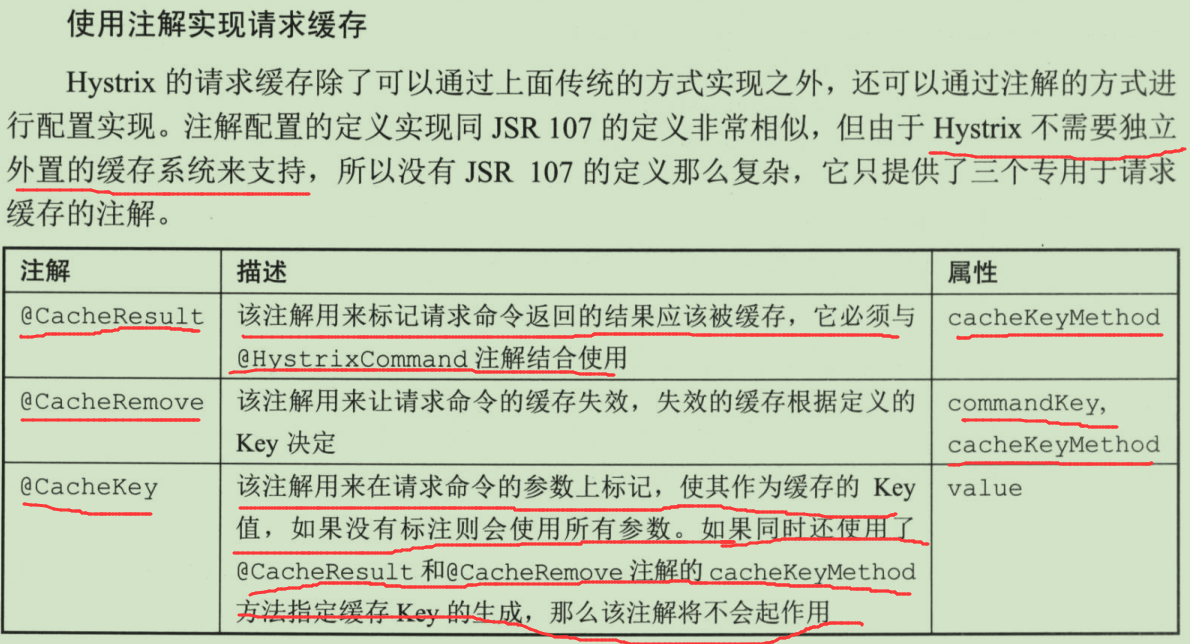 使用注解实现请求缓存
Hystrix 的请求缓存除了可以通过上面传统的方式实现之外，还可以通过注解的方式进
行配置实现。注解配置的定义实现同 JSR 107 的定义非常相似，但由于 Hystrix 不需要独立
外置的缓存系统来支持，所以没有 JSR 107 的定义那么复杂，它只提供了三个专用于请求
缓存的注解。
注解 描述 属性
@CacheResult 该注解用来标记请求命令返回的结果应该被缓存，它必须与 cacheKeyMethod
@HystrixCommand 注解结合使用
@CacheRemove 该注解用来让请求命令的缓存失效，失效的缓存根据定义的 commandKey,
Key 决定 cacheKeyMethod
@CacheKey 该注解用来在请求命令的参数上标记，使其作为缓存的 Key value
值，如果没有标注则会使用所有参数。如果同时还使用了
@CacheResult 和@CacheRemove 注解的 cacheKeyMethod
方法指定缓存 Key 的生成，那么该注解将不会起作用